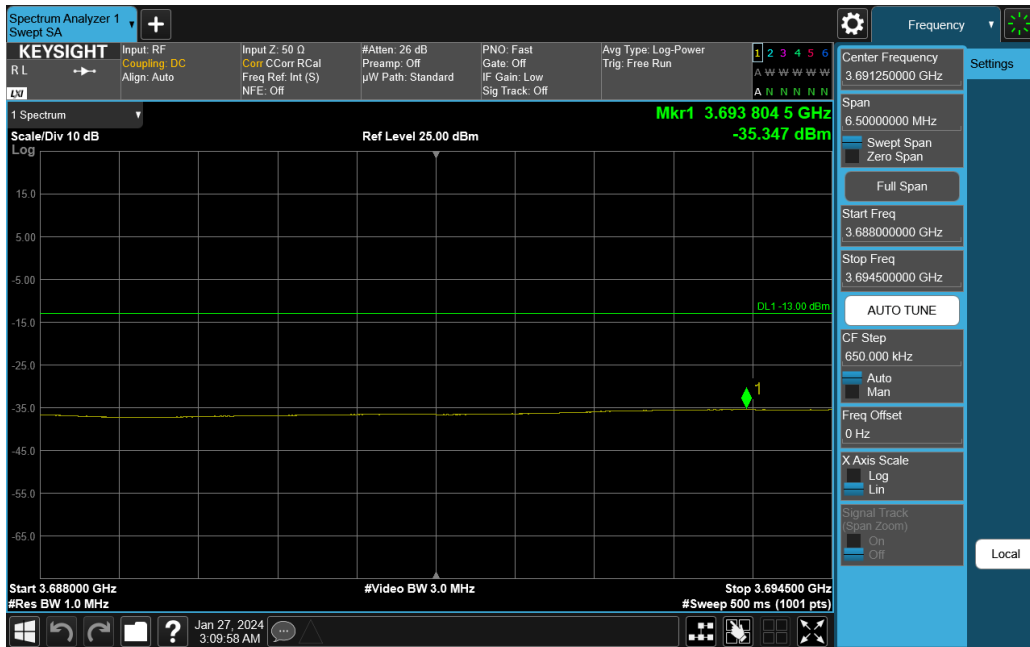 Spectrum Analyzer 1
Swept SA
Frequency
KEYSIGHT
R L
LXI
Input: RF
Coupling: DC
Align: Auto
Input Z: 50 Ω
Corr CCorr RCal
Freq Ref: Int (S)
NFE: Off
#Atten: 26 dB
Preamp: Off
µW Path: Standard
PNO: Fast
Gate: Off
IF Gain: Low
Sig Track: Off
Avg Type: Log-Power
Trig: Free Run
1 2 3 4 5 6
A W W W W W
A N N N N N
1 Spectrum
Scale/Div 10 dB
Log
Ref Level 25.00 dBm
Mkr1 3.693 804 5 GHz
-35.347 dBm
15.0
5.00
-5.00
DL1 -13.00 dBm
-15.0
-25.0
1
-35.0
-45.0
-55.0
-65.0
Start 3.688000 GHz
#Res BW 1.0 MHz
#Video BW 3.0 MHz
Stop 3.694500 GHz
#Sweep 500 ms (1001 pts)
Jan 27, 2024
3:09:58 AM
Center Frequency
3.691250000 GHz
Span
6.50000000 MHz
Swept Span
Zero Span
Full Span
Start Freq
3.688000000 GHz
Stop Freq
3.694500000 GHz
AUTO TUNE
CF Step
650.000 kHz
Auto
Man
Freq Offset
0 Hz
X Axis Scale
Log
Lin
Signal Track
(Span Zoom)
On
Off
Settings
Local